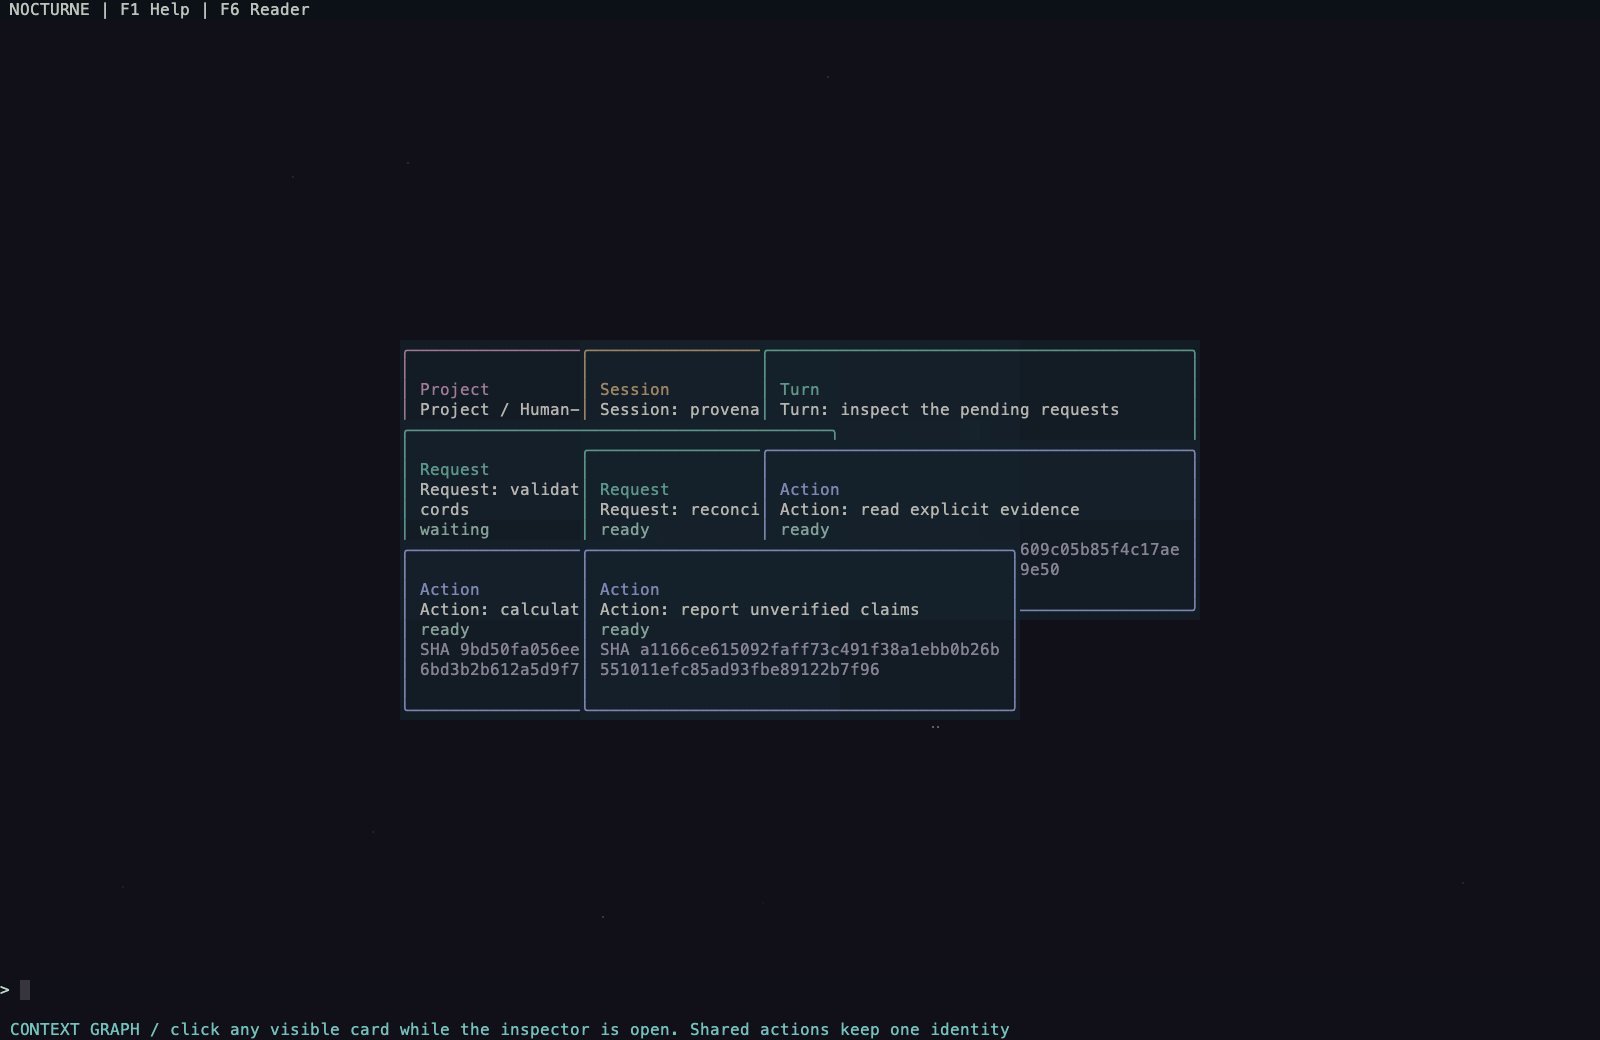 NOCTURNE | F1 Help | F6 Reader
Project
Project / Human-
Session
Session: provena
Turn
Turn: inspect the pending requests
Request
Request: validat
cords
waiting
Request
Request: reconci
ready
Action
Action: read explicit evidence
ready
609c05b85f4c17ae
9e50
Action
Action: calculat
ready
SHA 9bd50fa056ee
6bd3b2b612a5d9f7
Action
Action: report unverified claims
ready
SHA a1166ce615092faff73c491f38a1ebb0b26b
551011efc85ad93fbe89122b7f96
>
CONTEXT GRAPH / click any visible card while the inspector is open. Shared actions keep one identity